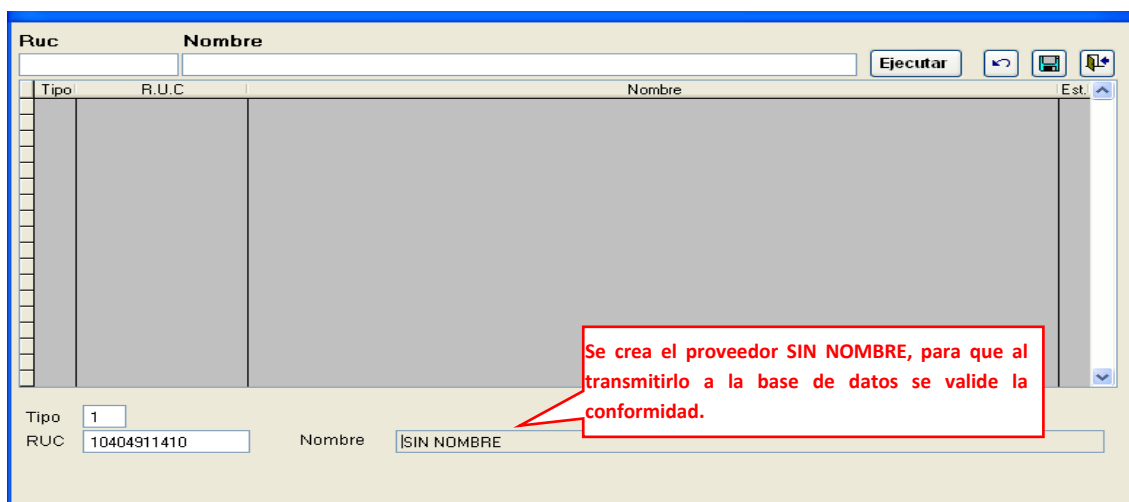 Ruc Nombre
Ejecutar
Tipo R.U.C Nombre Est.
Se crea el proveedor SIN NOMBRE, para que al
transmitirlo a la base de datos se valide la
conformidad.
Tipo 1
RUC 10404911410 Nombre SIN NOMBRE